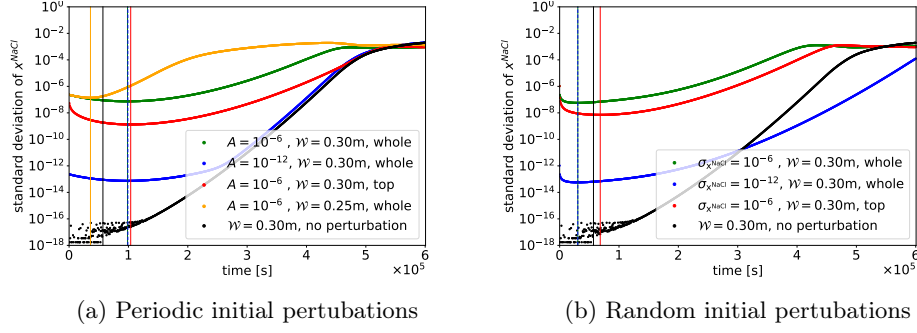 10^0
10^-2
10^-4
10^-6
10^-8
10^-10
10^-12
10^-14
10^-16
10^-18
standard deviation of x^NaCl
A = 10^-6 , 𝒲 = 0.30m, whole
A = 10^-12, 𝒲 = 0.30m, whole
A = 10^-6 , 𝒲 = 0.30m, top
A = 10^-6 , 𝒲 = 0.25m, whole
𝒲 = 0.30m, no perturbation
0 1 2 3 4 5 6
time [s]
×10^5
(a) Periodic initial pertubations
10^0
10^-2
10^-4
10^-6
10^-8
10^-10
10^-12
10^-14
10^-16
10^-18
standard deviation of x^NaCl
σ_x^NaCl = 10^-6 , 𝒲 = 0.30m, whole
σ_x^NaCl = 10^-12, 𝒲 = 0.30m, whole
σ_x^NaCl = 10^-6 , 𝒲 = 0.30m, top
𝒲 = 0.30m, no perturbation
0 1 2 3 4 5 6
time [s]
×10^5
(b) Random initial pertubations